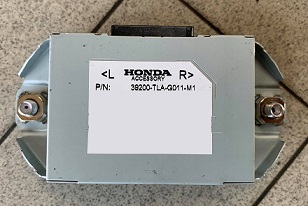 <L HONDA R>
ACCESSORY
P/N: 39200-TLA-G011-M1